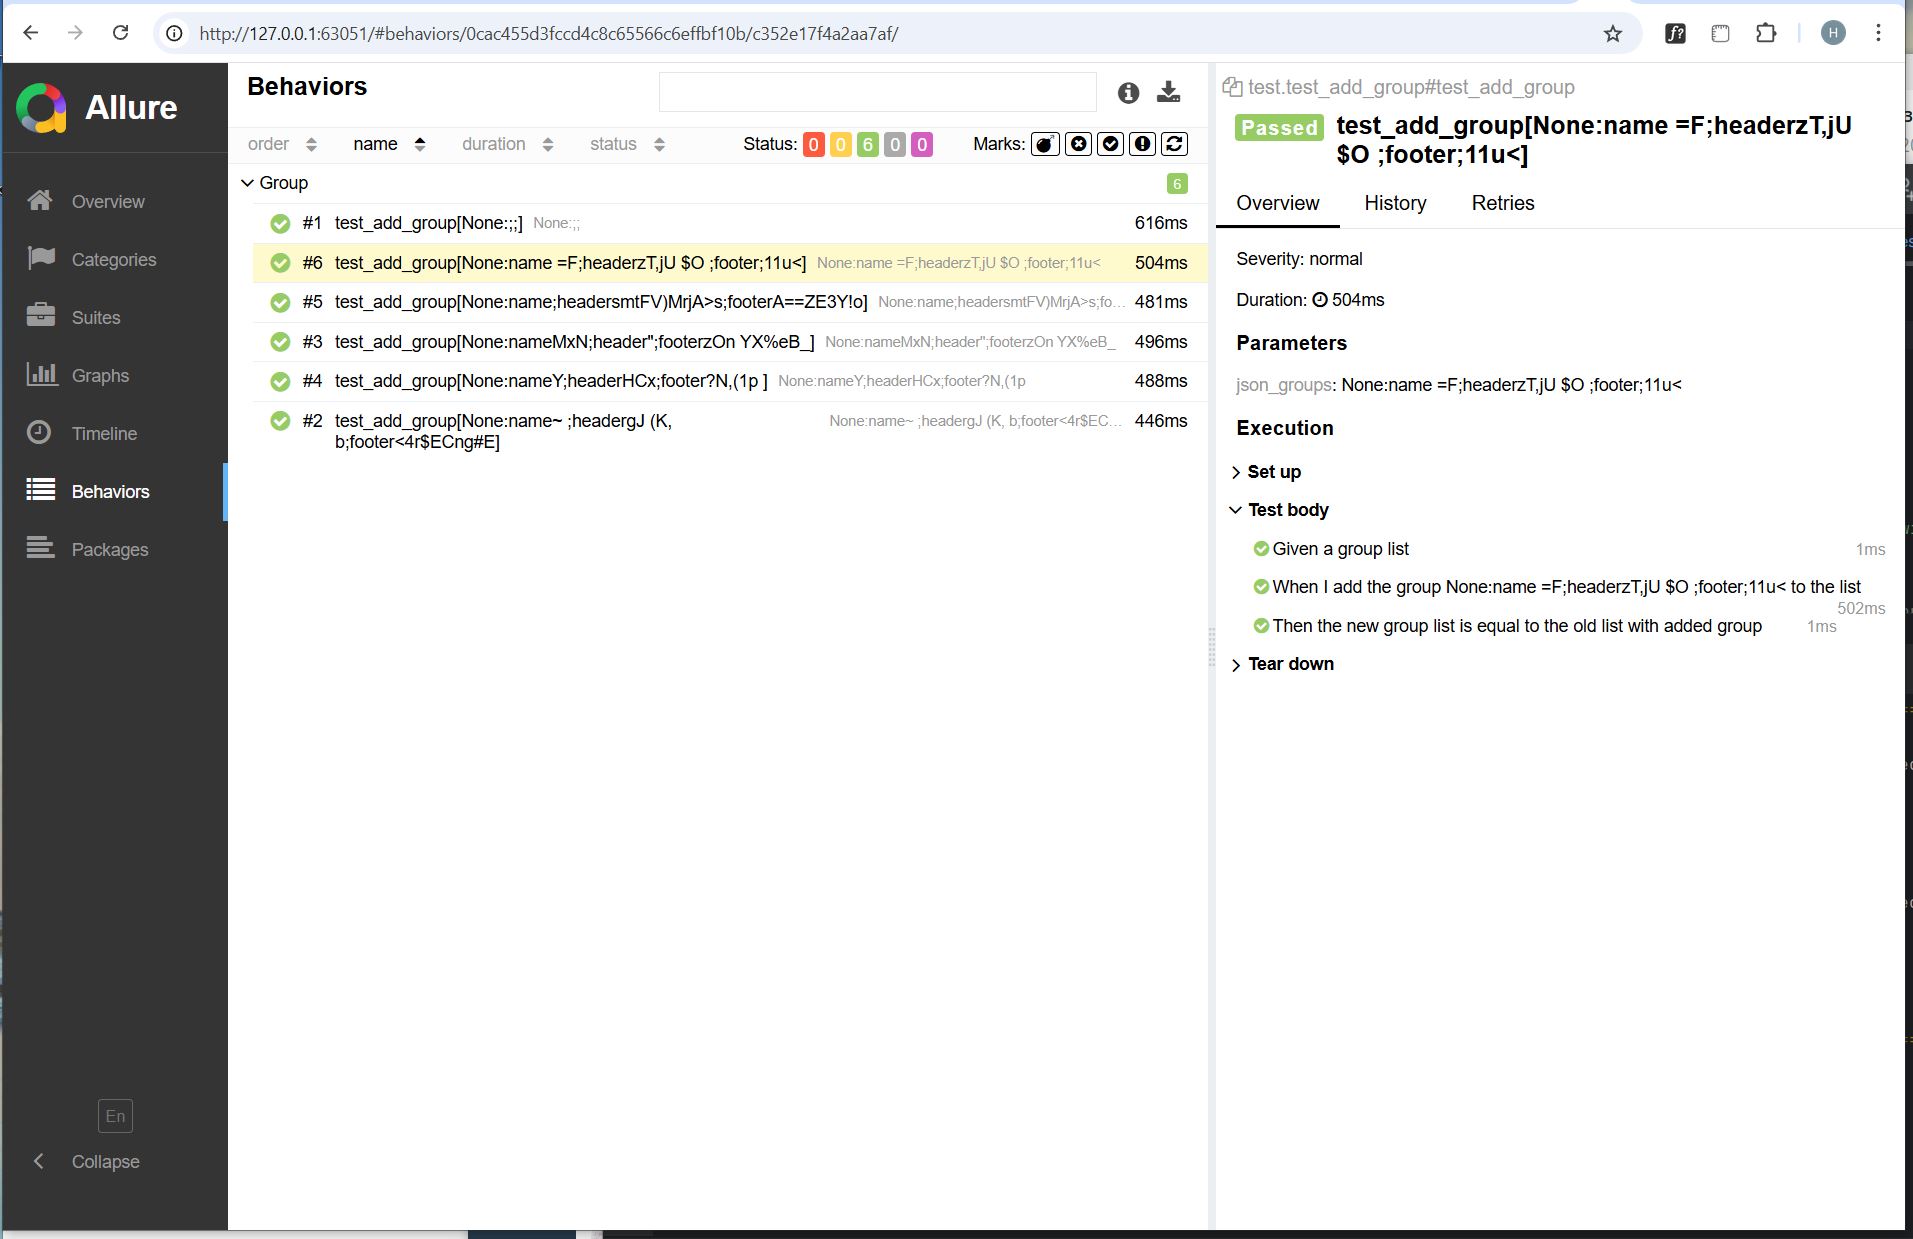 http://127.0.0.1:63051/#behaviors/0cac455d3fccd4c8c65566c6effbf10b/c352e17f4a2aa7af/
H
Allure
Overview
Categories
Suites
Graphs
Timeline
Behaviors
Packages
En
Collapse
Behaviors
order name duration status Status: 0 0 6 0 0 Marks:
Group 6
#1 test_add_group[None:;;] None:;; 616ms
#6 test_add_group[None:name =F;headerzT,jU $O ;footer;11u<] None:name =F;headerzT,jU $O ;footer;11u< 504ms
#5 test_add_group[None:name;headersmtFV)MrjA>s;footerA==ZE3Y!o] None:name;headersmtFV)MrjA>s;fo... 481ms
#3 test_add_group[None:nameMxN;header";footerzOn YX%eB_] None:nameMxN;header";footerzOn YX%eB_ 496ms
#4 test_add_group[None:nameY;headerHCx;footer?N,(1p ] None:nameY;headerHCx;footer?N,(1p 488ms
#2 test_add_group[None:name~ ;headergJ (K, None:name~ ;headergJ (K, b;footer<4r$EC... 446ms
b;footer<4r$ECng#E]
test.test_add_group#test_add_group
Passed test_add_group[None:name =F;headerzT,jU
$O ;footer;11u<]
Overview History Retries
Severity: normal
Duration: 504ms
Parameters
json_groups: None:name =F;headerzT,jU $O ;footer;11u<
Execution
Set up
Test body
Given a group list 1ms
When I add the group None:name =F;headerzT,jU $O ;footer;11u< to the list
502ms
Then the new group list is equal to the old list with added group 1ms
Tear down